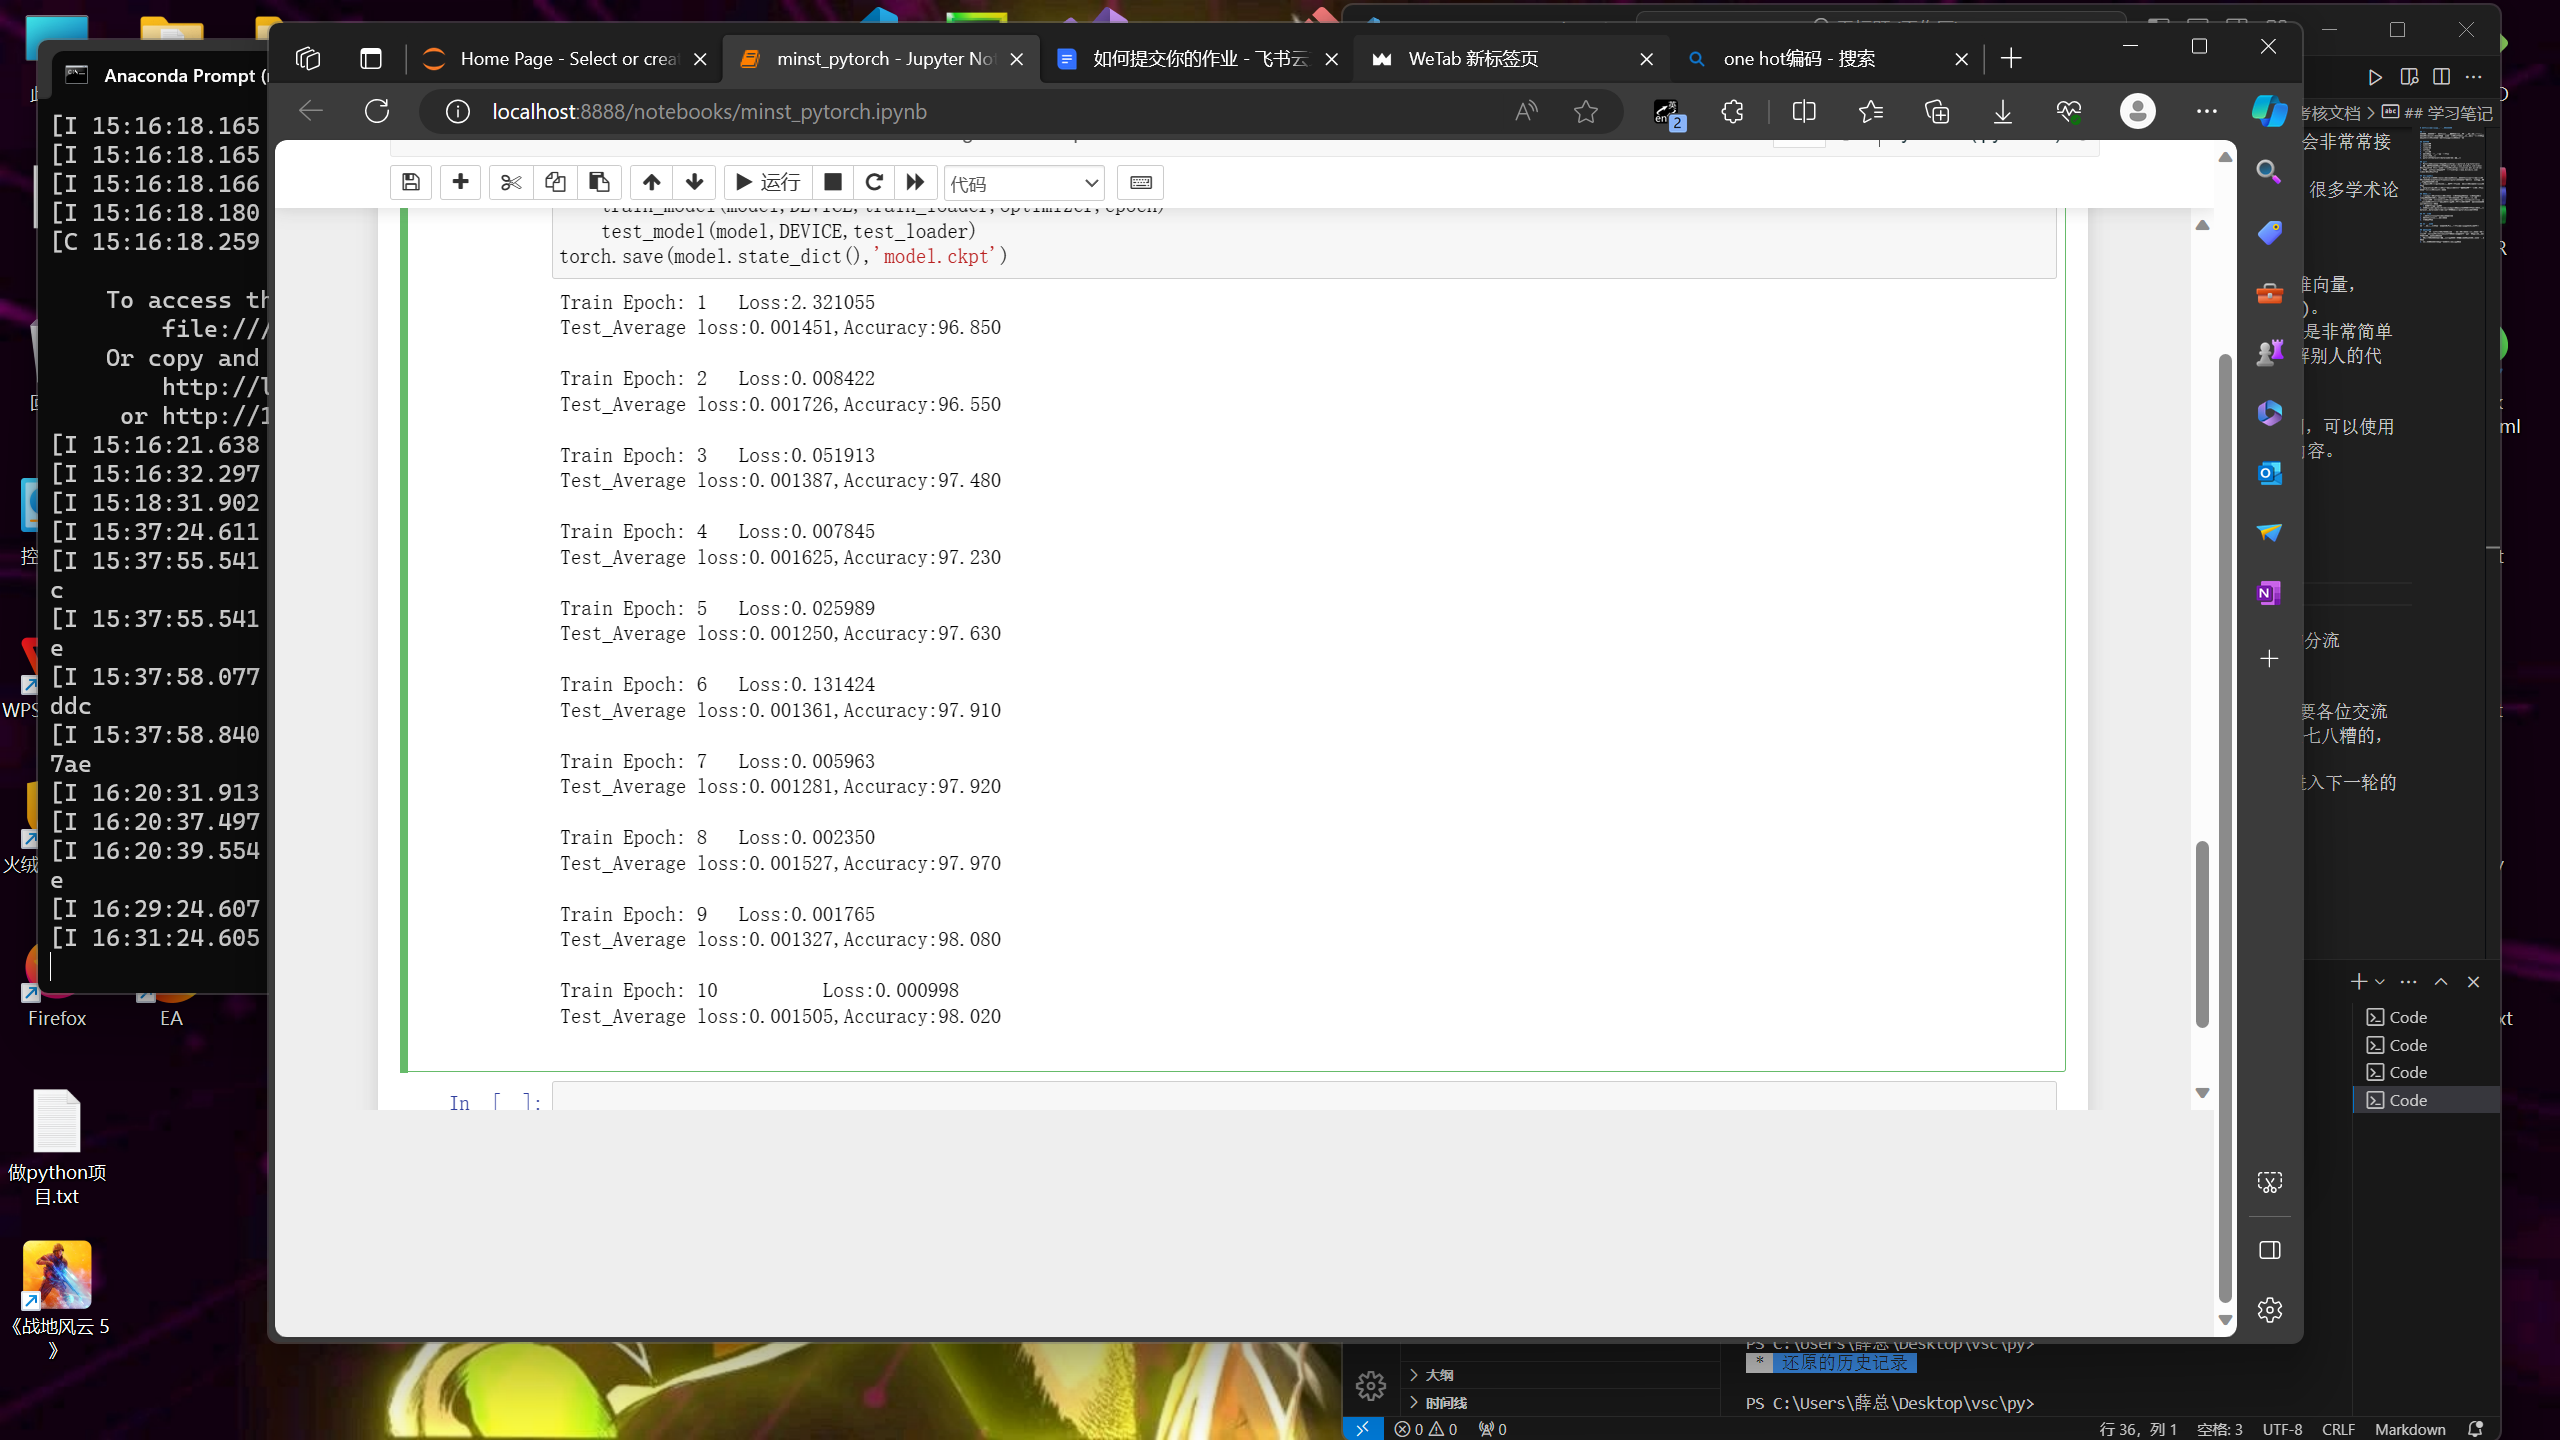 Anaconda Prompt
Home Page - Select or crea
minst_pytorch - Jupyter No
如何提交你的作业 - 飞书云
WeTab 新标签页
one hot编码 - 搜索
localhost:8888/notebooks/minst_pytorch.ipynb
2
运行
代码
train_model(model,DEVICE,train_loader,optimizer,epoch)
test_model(model,DEVICE,test_loader)
torch.save(model.state_dict(),'model.ckpt')
Train Epoch: 1   Loss:2.321055
Test_Average loss:0.001451,Accuracy:96.850
Train Epoch: 2   Loss:0.008422
Test_Average loss:0.001726,Accuracy:96.550
Train Epoch: 3   Loss:0.051913
Test_Average loss:0.001387,Accuracy:97.480
Train Epoch: 4   Loss:0.007845
Test_Average loss:0.001625,Accuracy:97.230
Train Epoch: 5   Loss:0.025989
Test_Average loss:0.001250,Accuracy:97.630
Train Epoch: 6   Loss:0.131424
Test_Average loss:0.001361,Accuracy:97.910
Train Epoch: 7   Loss:0.005963
Test_Average loss:0.001281,Accuracy:97.920
Train Epoch: 8   Loss:0.002350
Test_Average loss:0.001527,Accuracy:97.970
Train Epoch: 9   Loss:0.001765
Test_Average loss:0.001327,Accuracy:98.080
Train Epoch: 10          Loss:0.000998
Test_Average loss:0.001505,Accuracy:98.020
In [ ]:
[I 15:16:18.165
[I 15:16:18.165
[I 15:16:18.166
[I 15:16:18.180
[C 15:16:18.259
To access th
file:///
Or copy and
http://l
or http://1
[I 15:16:21.638
[I 15:16:32.297
[I 15:18:31.902
[I 15:37:24.611
[I 15:37:55.541
c
[I 15:37:55.541
e
[I 15:37:58.077
ddc
[I 15:37:58.840
7ae
[I 16:20:31.913
[I 16:20:37.497
[I 16:20:39.554
e
[I 16:29:24.607
[I 16:31:24.605
WPS
火绒
Firefox
EA
做python项
目.txt
《战地风云 5
》
考核文档 > ## 学习笔记
会非常常接
很多学术论
向量，
)。
是非常简单
别人的代
，可以使用
容。
分流
要各位交流
七八糟的，
入下一轮的
Code
Code
Code
Code
大纲
时间线
PS C:\Users\薛总\Desktop\vsc\py>
* 还原的历史记录
PS C:\Users\薛总\Desktop\vsc\py>
0 0 0
行 36，列 1
空格: 3
UTF-8
CRLF
Markdown